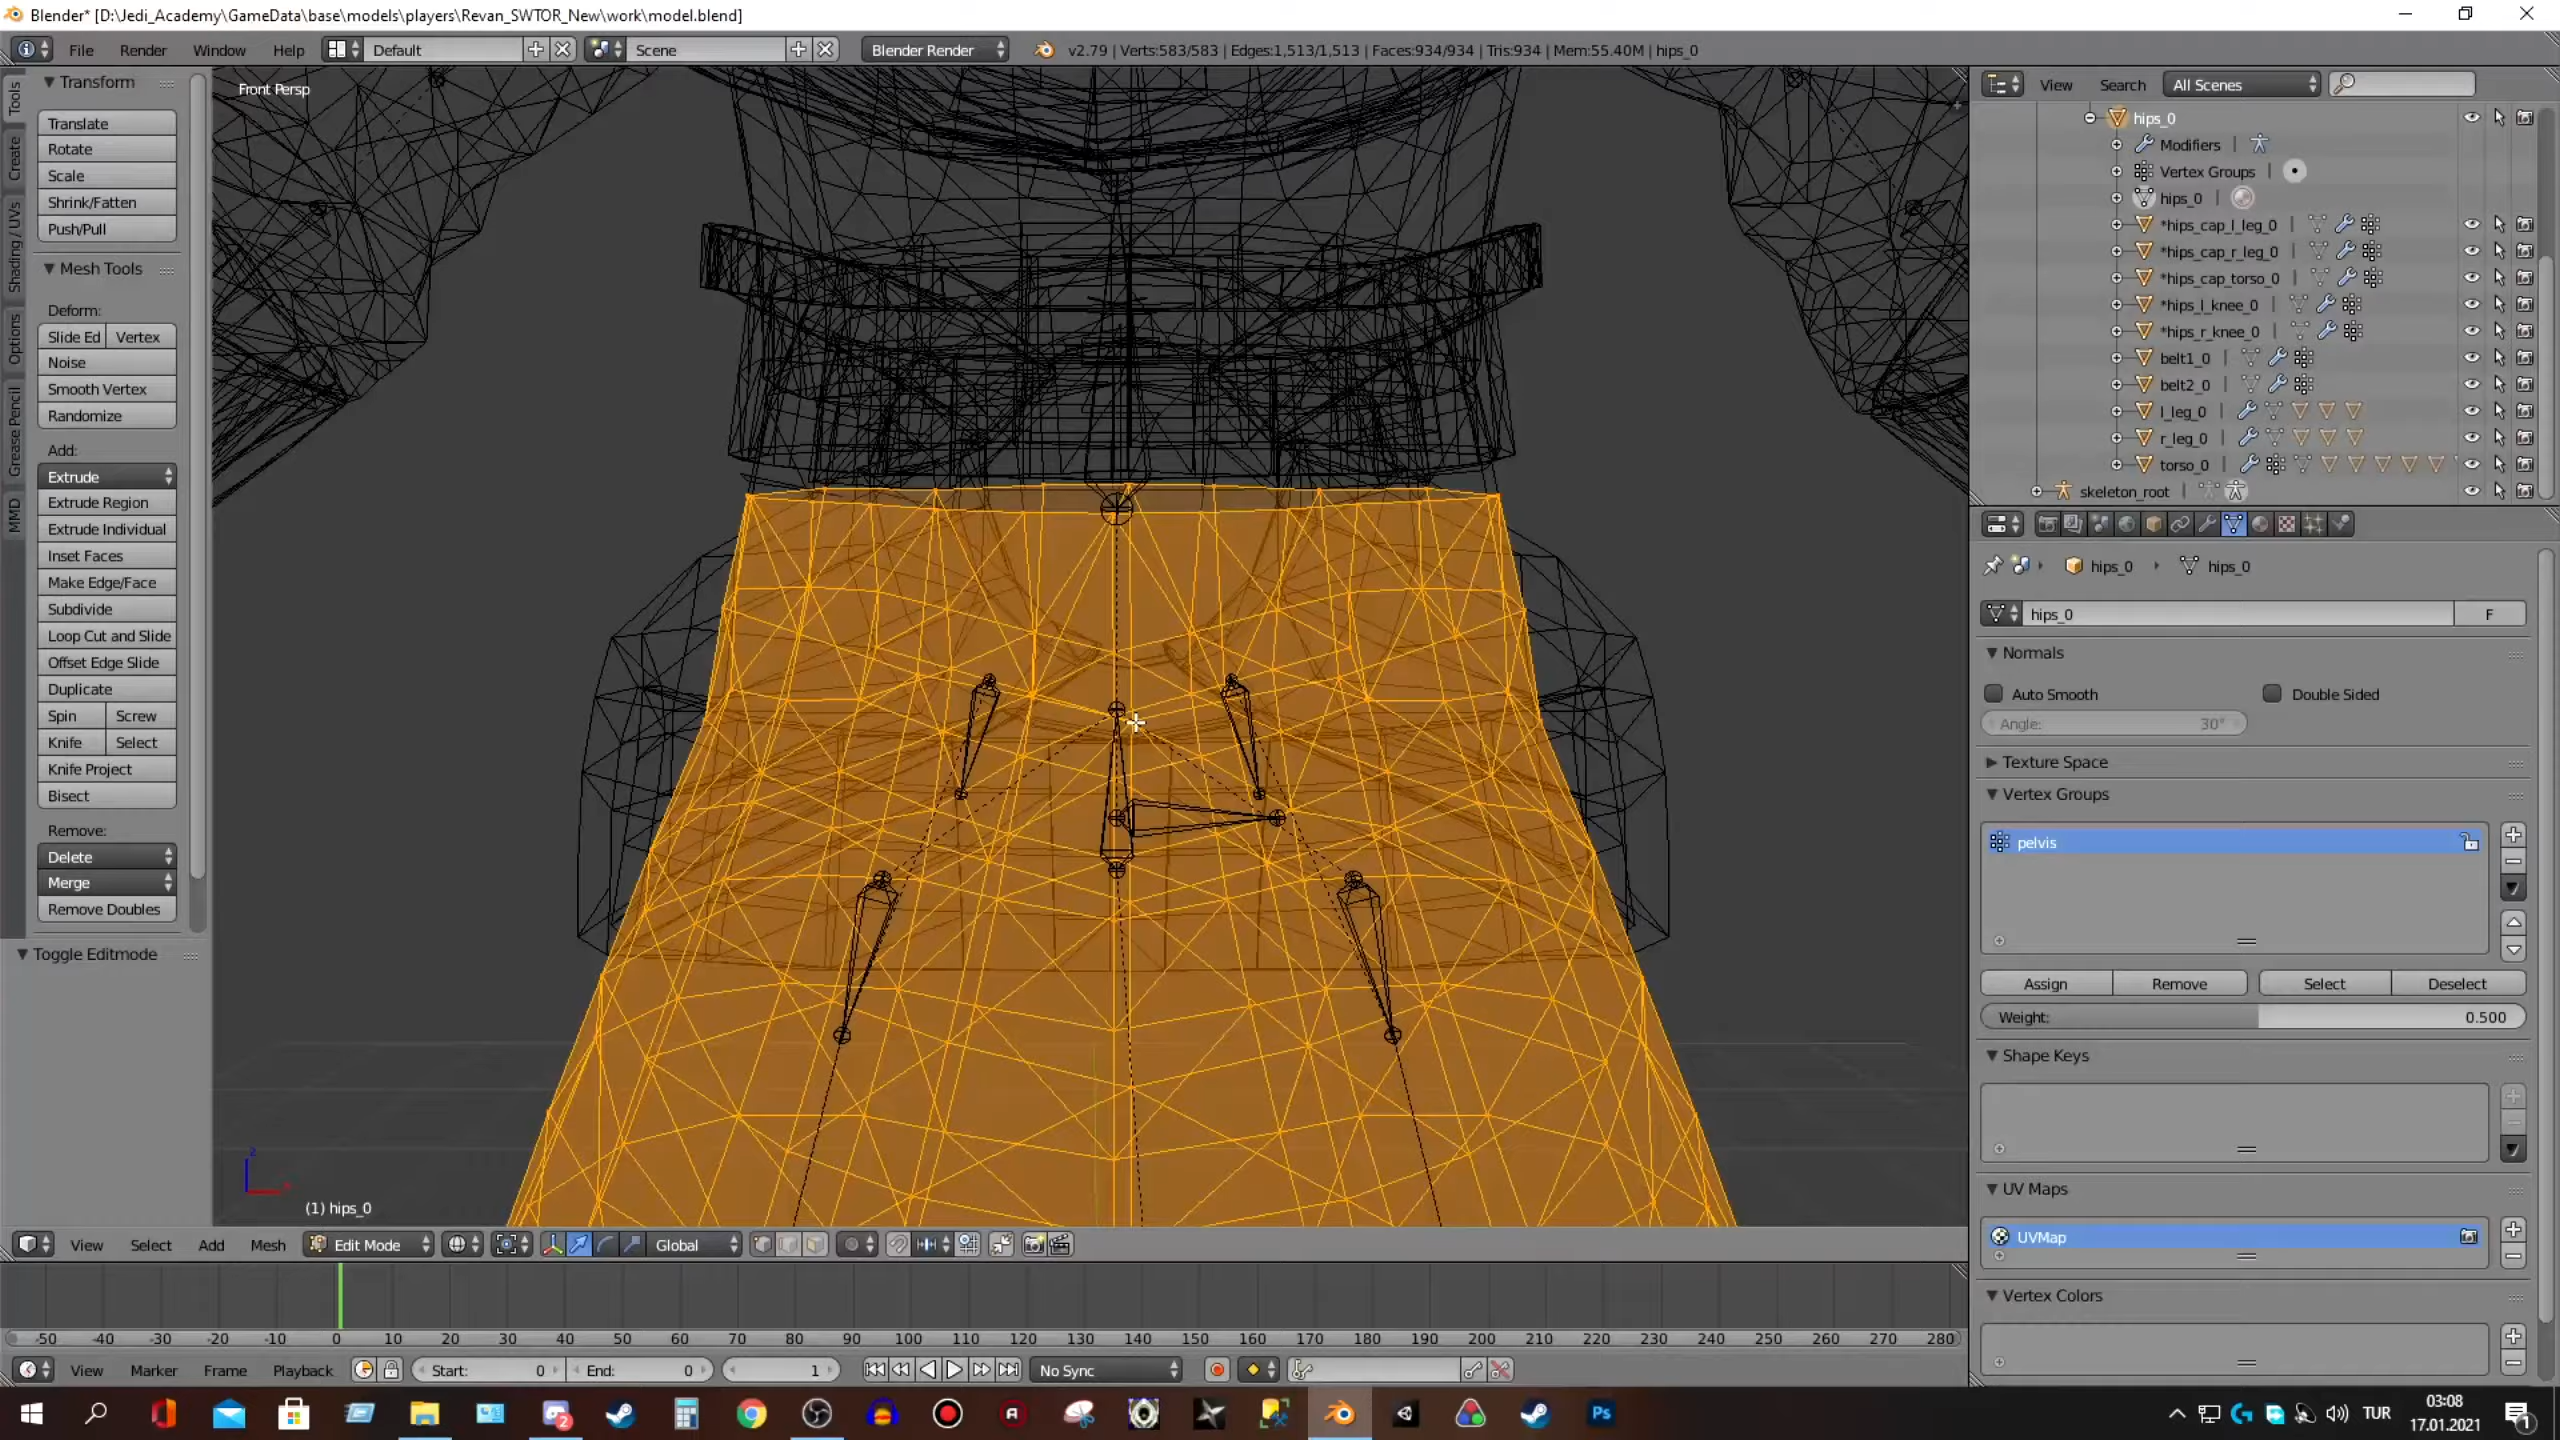 Blender* [D:\Jedi_Academy\GameData\base\models\players\Revan_SWTOR_New\work\model.blend]
File Render Window Help Default Scene Blender Render v2.79 | Verts:583/583 | Edges:1,513/1,513 | Faces:934/934 | Tris:934 | Mem:55.40M | hips_0
Tools
Create
Shading / UVs
Options
Grease Pencil
MMD
Transform
Translate
Rotate
Scale
Shrink/Fatten
Push/Pull
Mesh Tools
Deform:
Slide Ed Vertex
Noise
Smooth Vertex
Randomize
Add:
Extrude
Extrude Region
Extrude Individual
Inset Faces
Make Edge/Face
Subdivide
Loop Cut and Slide
Offset Edge Slide
Duplicate
Spin Screw
Knife Select
Knife Project
Bisect
Remove:
Delete
Merge
Remove Doubles
Toggle Editmode
Front Persp
(1) hips_0
View Search All Scenes
hips_0
Modifiers
Vertex Groups
hips_0
*hips_cap_l_leg_0
*hips_cap_r_leg_0
*hips_cap_torso_0
*hips_l_knee_0
*hips_r_knee_0
belt1_0
belt2_0
l_leg_0
r_leg_0
torso_0
skeleton_root
hips_0 hips_0
hips_0 F
Normals
Auto Smooth Double Sided
Angle: 30°
Texture Space
Vertex Groups
pelvis
Assign Remove Select Deselect
Weight: 0.500
Shape Keys
UV Maps
UVMap
Vertex Colors
View Select Add Mesh Edit Mode Global
-50 -40 -30 -20 -10 0 10 20 30 40 50 60 70 80 90 100 110 120 130 140 150 160 170 180 190 200 210 220 230 240 250 260 270 280
View Marker Frame Playback Start: 0 End: 0 1 No Sync
2 Ps TUR 03:08
17.01.2021 1